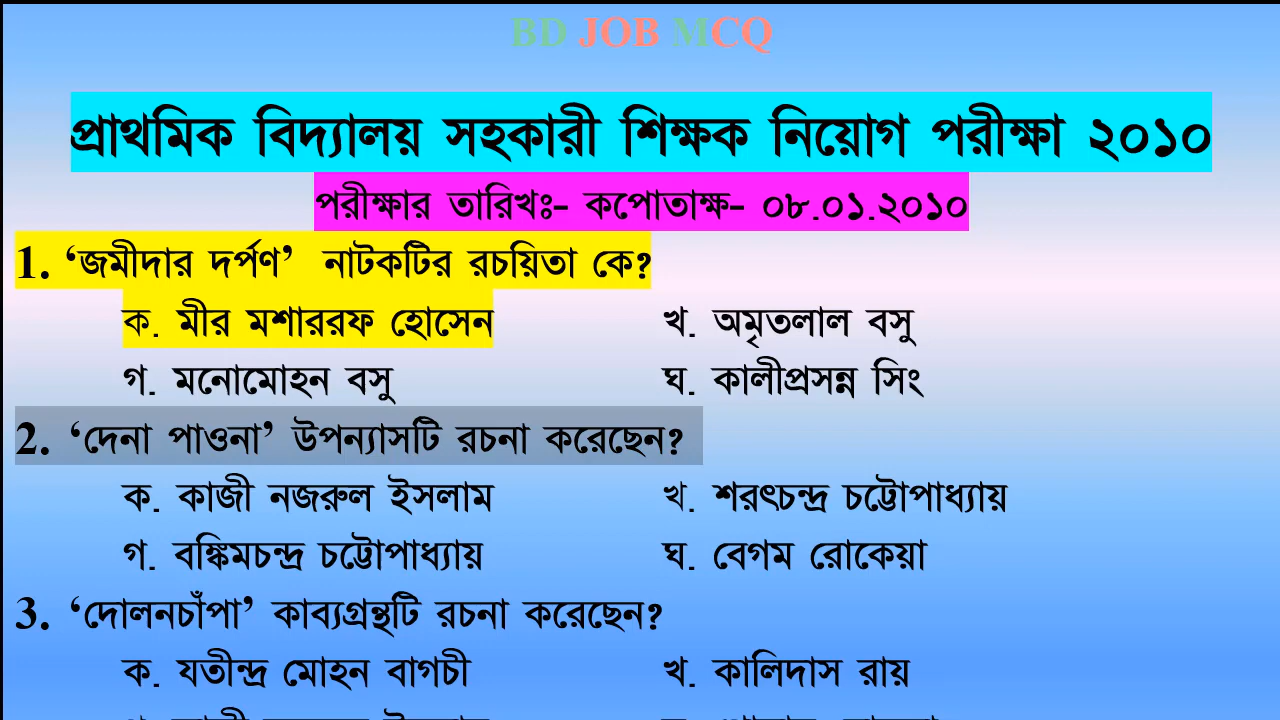 BD JOB MCQ
প্রাথমিক বিদ্যালয় সহকারী শিক্ষক নিয়োগ পরীক্ষা ২০১০
পরীক্ষার তারিখঃ- কপোতাক্ষ- ০৮.০১.২০১০
1. ‘জমীদার দর্পণ’ নাটকটির রচয়িতা কে?
ক. মীর মশাররফ হোসেন খ. অমৃতলাল বসু
গ. মনোমোহন বসু ঘ. কালীপ্রসন্ন সিং
2. ‘দেনা পাওনা’ উপন্যাসটি রচনা করেছেন?
ক. কাজী নজরুল ইসলাম খ. শরৎচন্দ্র চট্টোপাধ্যায়
গ. বঙ্কিমচন্দ্র চট্টোপাধ্যায় ঘ. বেগম রোকেয়া
3. ‘দোলনচাঁপা’ কাব্যগ্রন্থটি রচনা করেছেন?
ক. যতীন্দ্র মোহন বাগচী খ. কালিদাস রায়